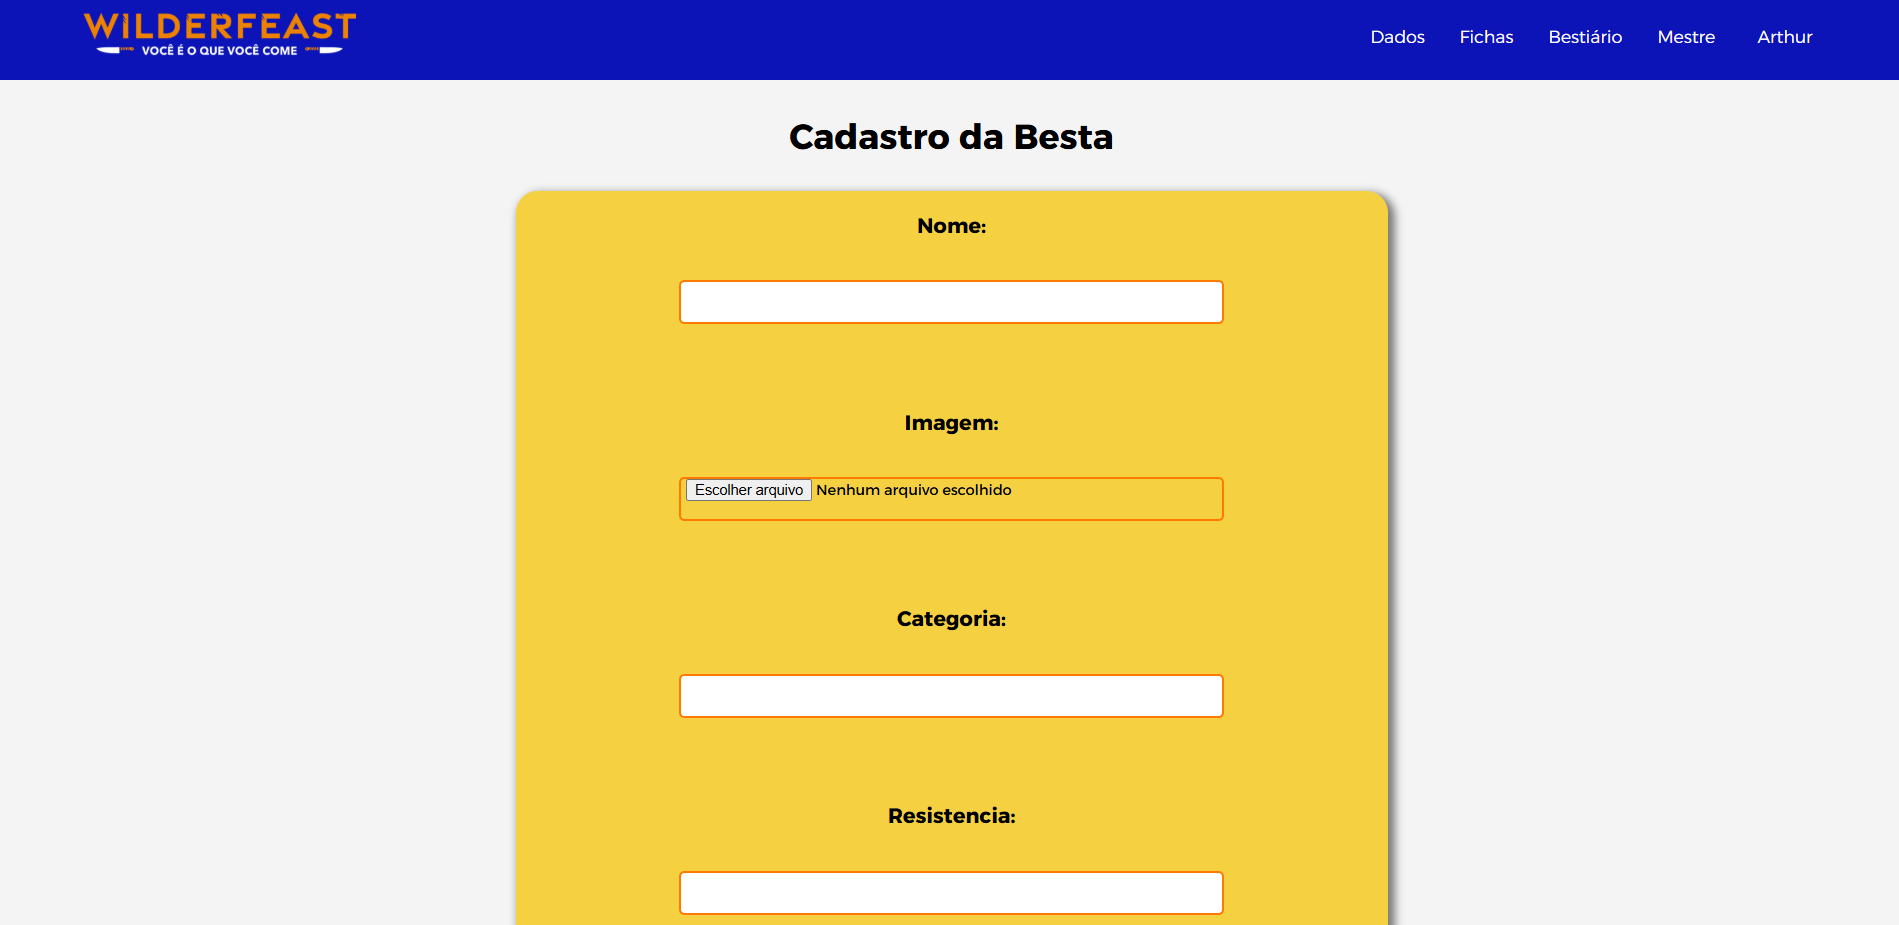 WILDERFEAST
VOCÊ É O QUE VOCÊ COME
Dados Fichas Bestiário Mestre Arthur
Cadastro da Besta
Nome:
Imagem:
Escolher arquivo Nenhum arquivo escolhido
Categoria:
Resistencia: